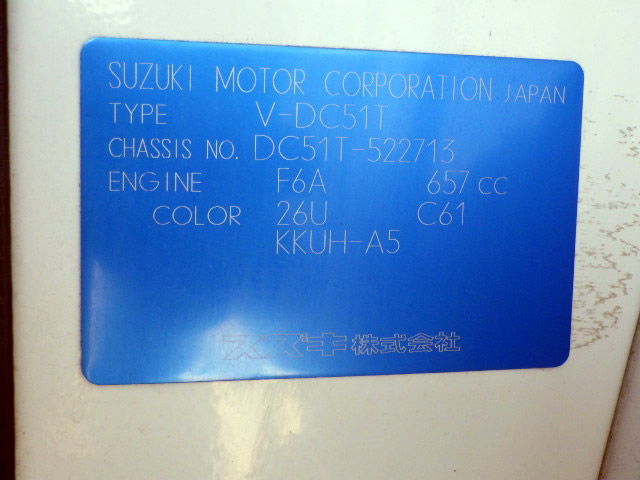 SUZUKI MOTOR CORPORATION JAPAN
TYPE V-DC51T
CHASSIS NO. DC51T-522713
ENGINE F6A 657 CC
COLOR 26U C61
KKUH-A5
スズキ株式会社